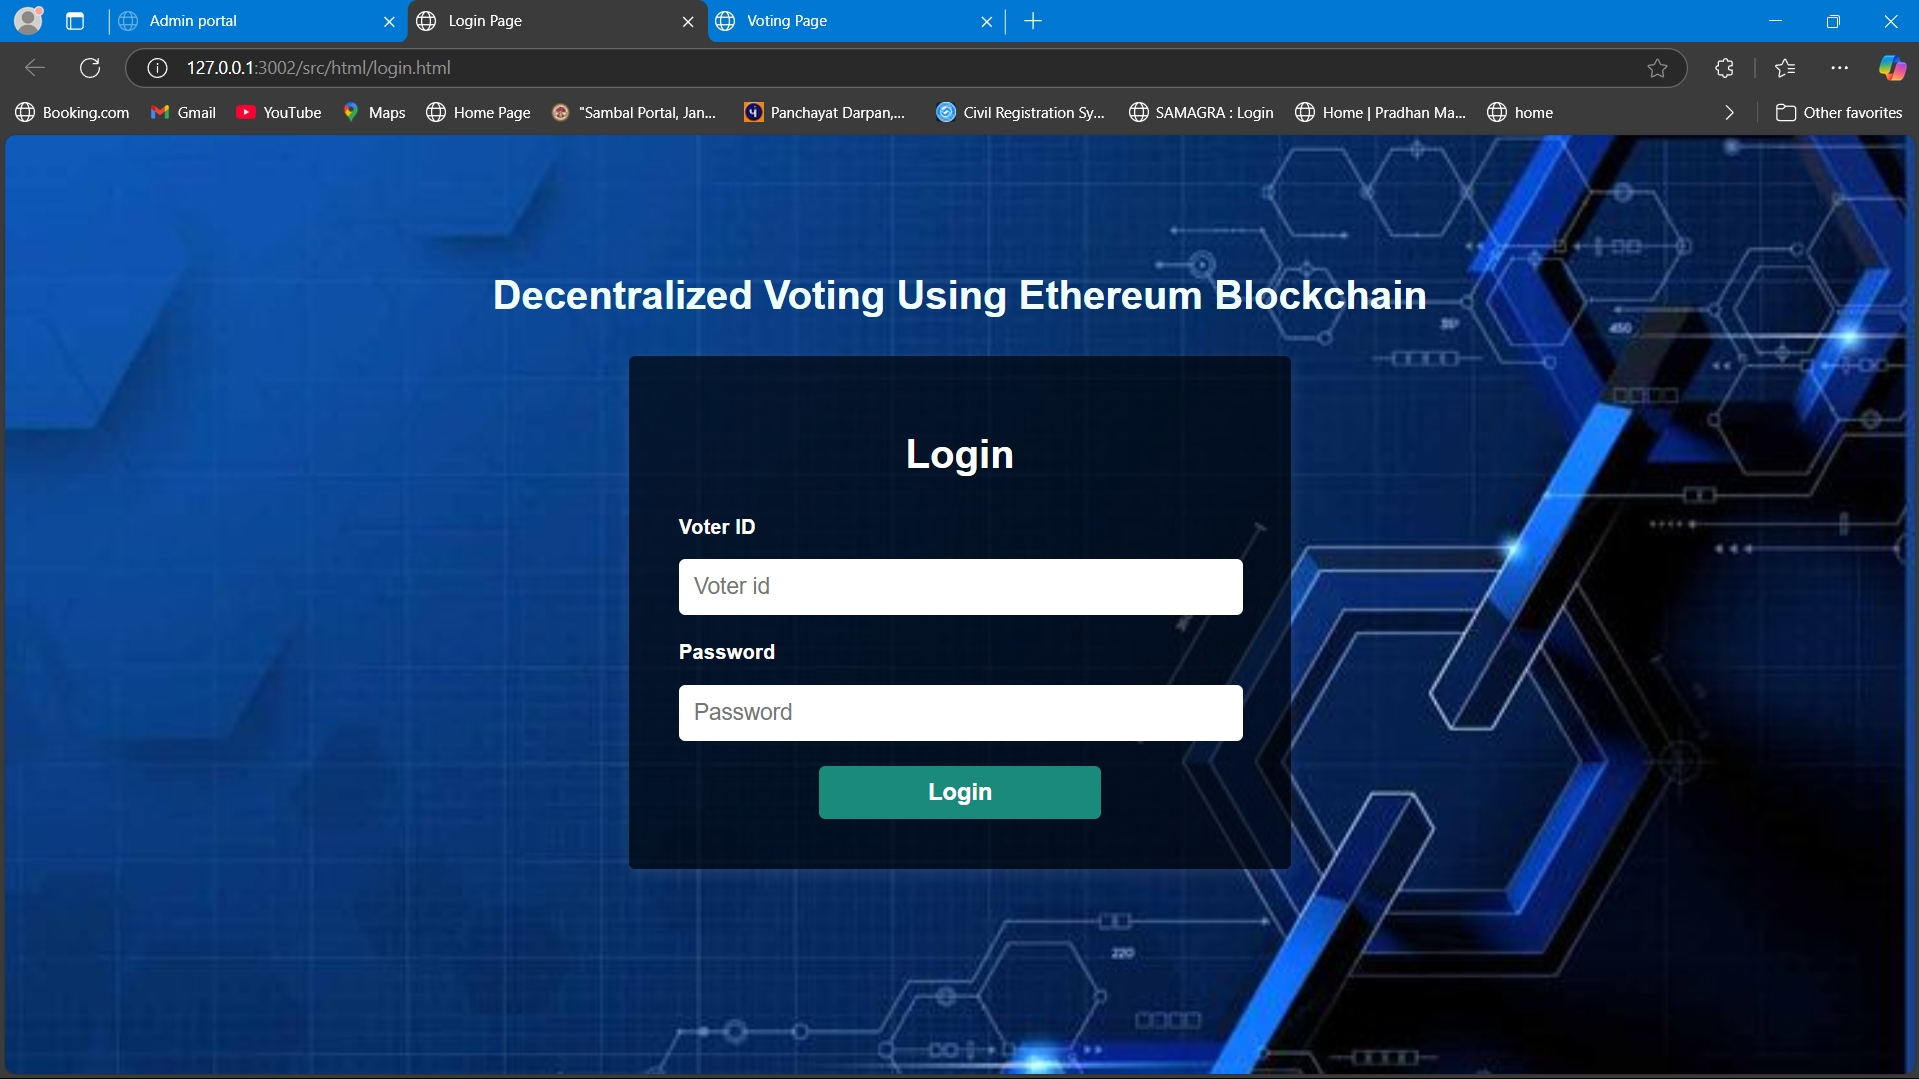 Admin portal
Login Page
Voting Page
127.0.0.1:3002/src/html/login.html
Booking.com
Gmail
YouTube
Maps
Home Page
"Sambal Portal, Jan...
Panchayat Darpan,...
Civil Registration Sy...
SAMAGRA : Login
Home | Pradhan Ma...
home
Other favorites
Decentralized Voting Using Ethereum Blockchain
450
Login
Voter ID
Voter id
Password
Password
Login
220